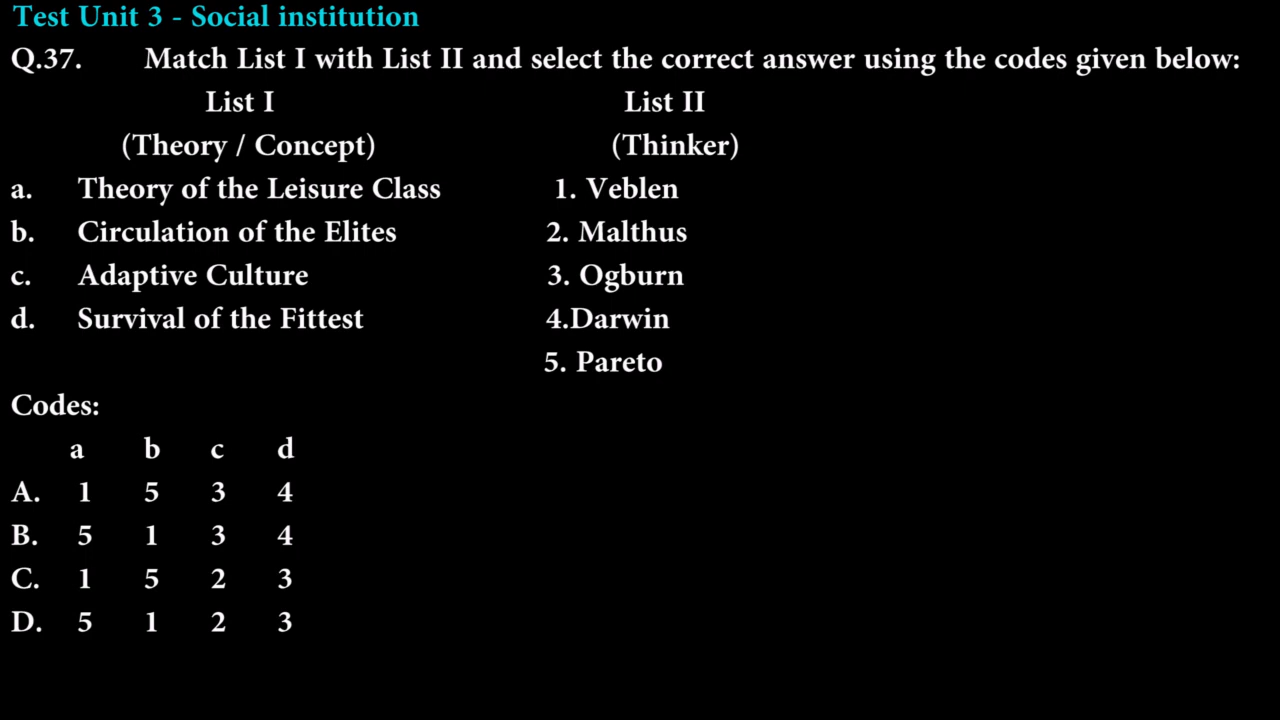 Test Unit 3 - Social institution
Q.37. Match List I with List II and select the correct answer using the codes given below:
List I List II
(Theory / Concept) (Thinker)
a. Theory of the Leisure Class 1. Veblen
b. Circulation of the Elites 2. Malthus
c. Adaptive Culture 3. Ogburn
d. Survival of the Fittest 4.Darwin
5. Pareto
Codes:
a b c d
A. 1 5 3 4
B. 5 1 3 4
C. 1 5 2 3
D. 5 1 2 3